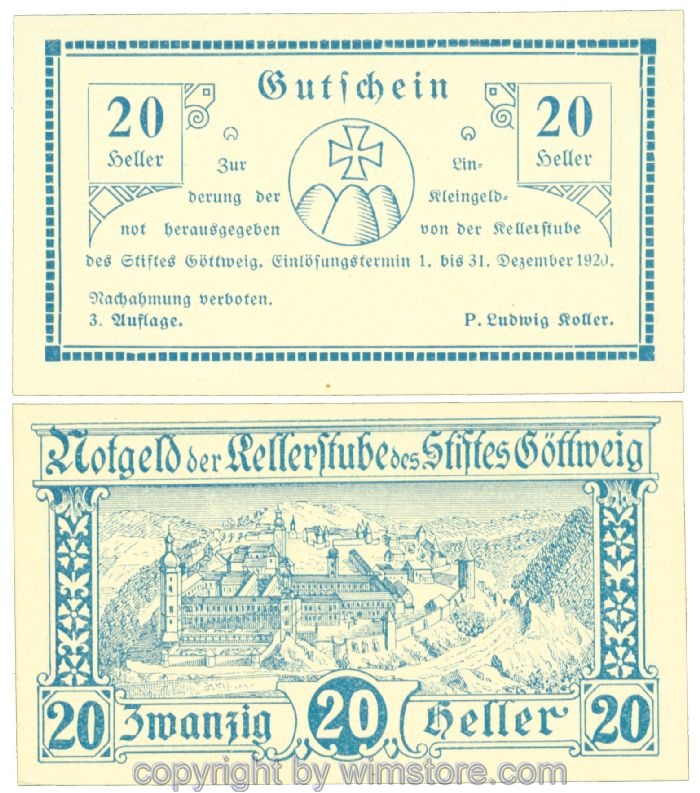 Gutschein
20 Heller
20 Heller
Zur Lin-
derung der Kleingeld-
not herausgegeben von der Kellerstube
des Stiftes Göttweig. Einlösungstermin 1. bis 31. Dezember 1920.
Nachahmung verboten.
3. Auflage. P. Ludwig Koller.
Notgeld der Kellerstube des Stiftes Göttweig
20 Zwanzig 20 Heller 20
copyright by wimstore.com